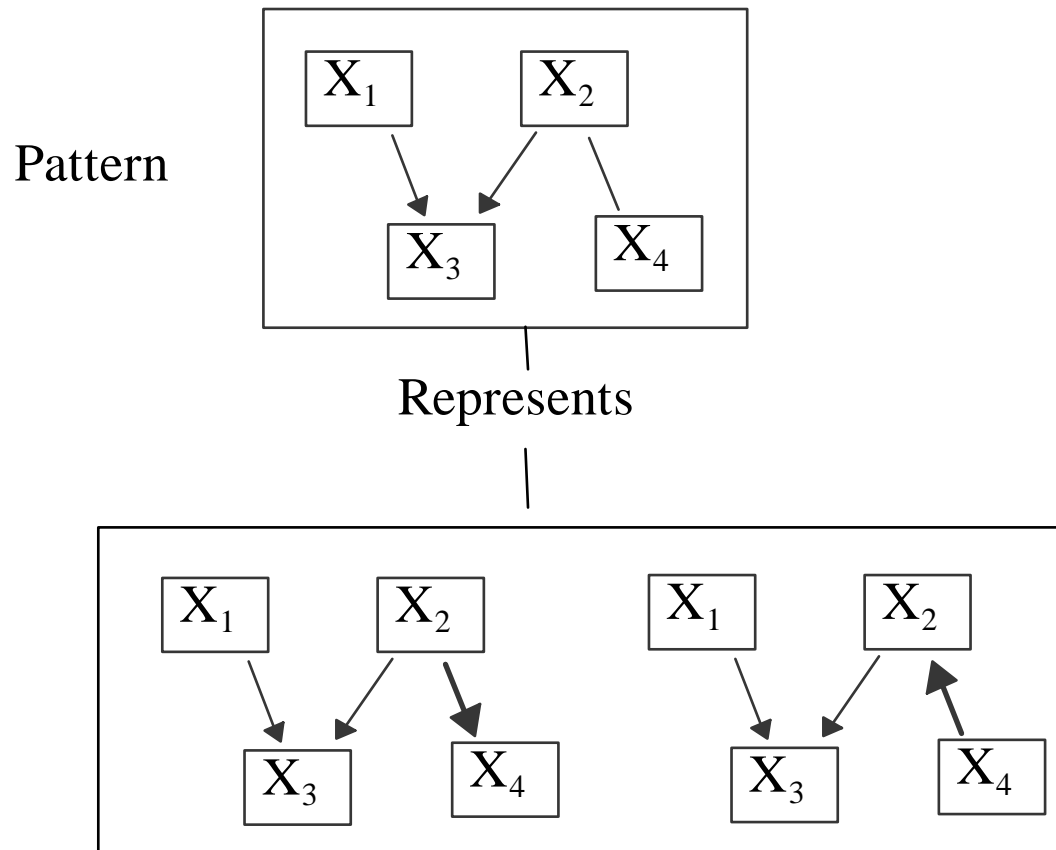 X₁ X₂
Pattern
X₃ X₄
Represents
X₁ X₂ X₁ X₂
X₃ X₄ X₃ X₄